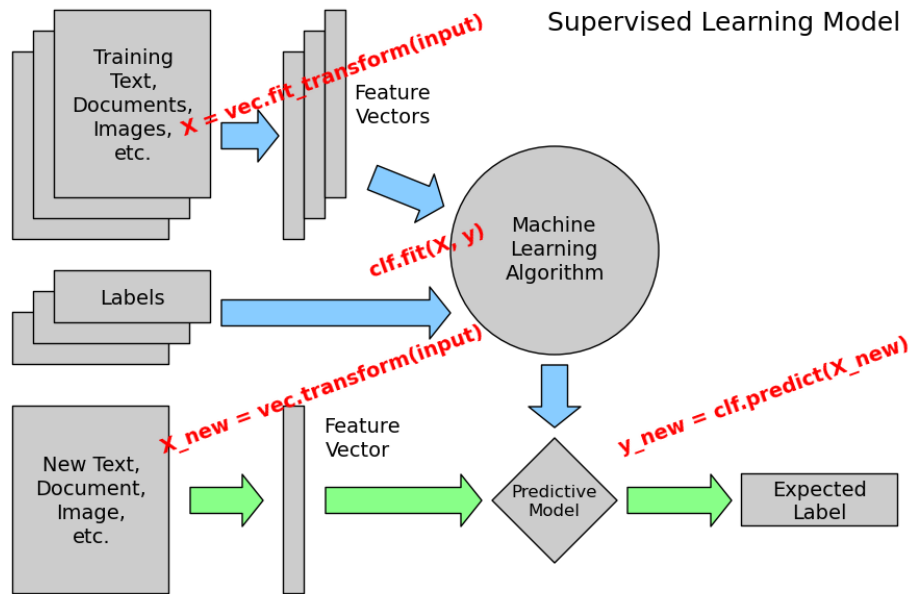 Supervised Learning Model
Training
Text,
Documents,
Images,
etc.
X = vec.fit_transform(input)
Feature
Vectors
Machine
Learning
Algorithm
clf.fit(X, y)
Labels
X_new = vec.transform(input)
y_new = clf.predict(X_new)
New Text,
Document,
Image,
etc.
Feature
Vector
Predictive
Model
Expected
Label